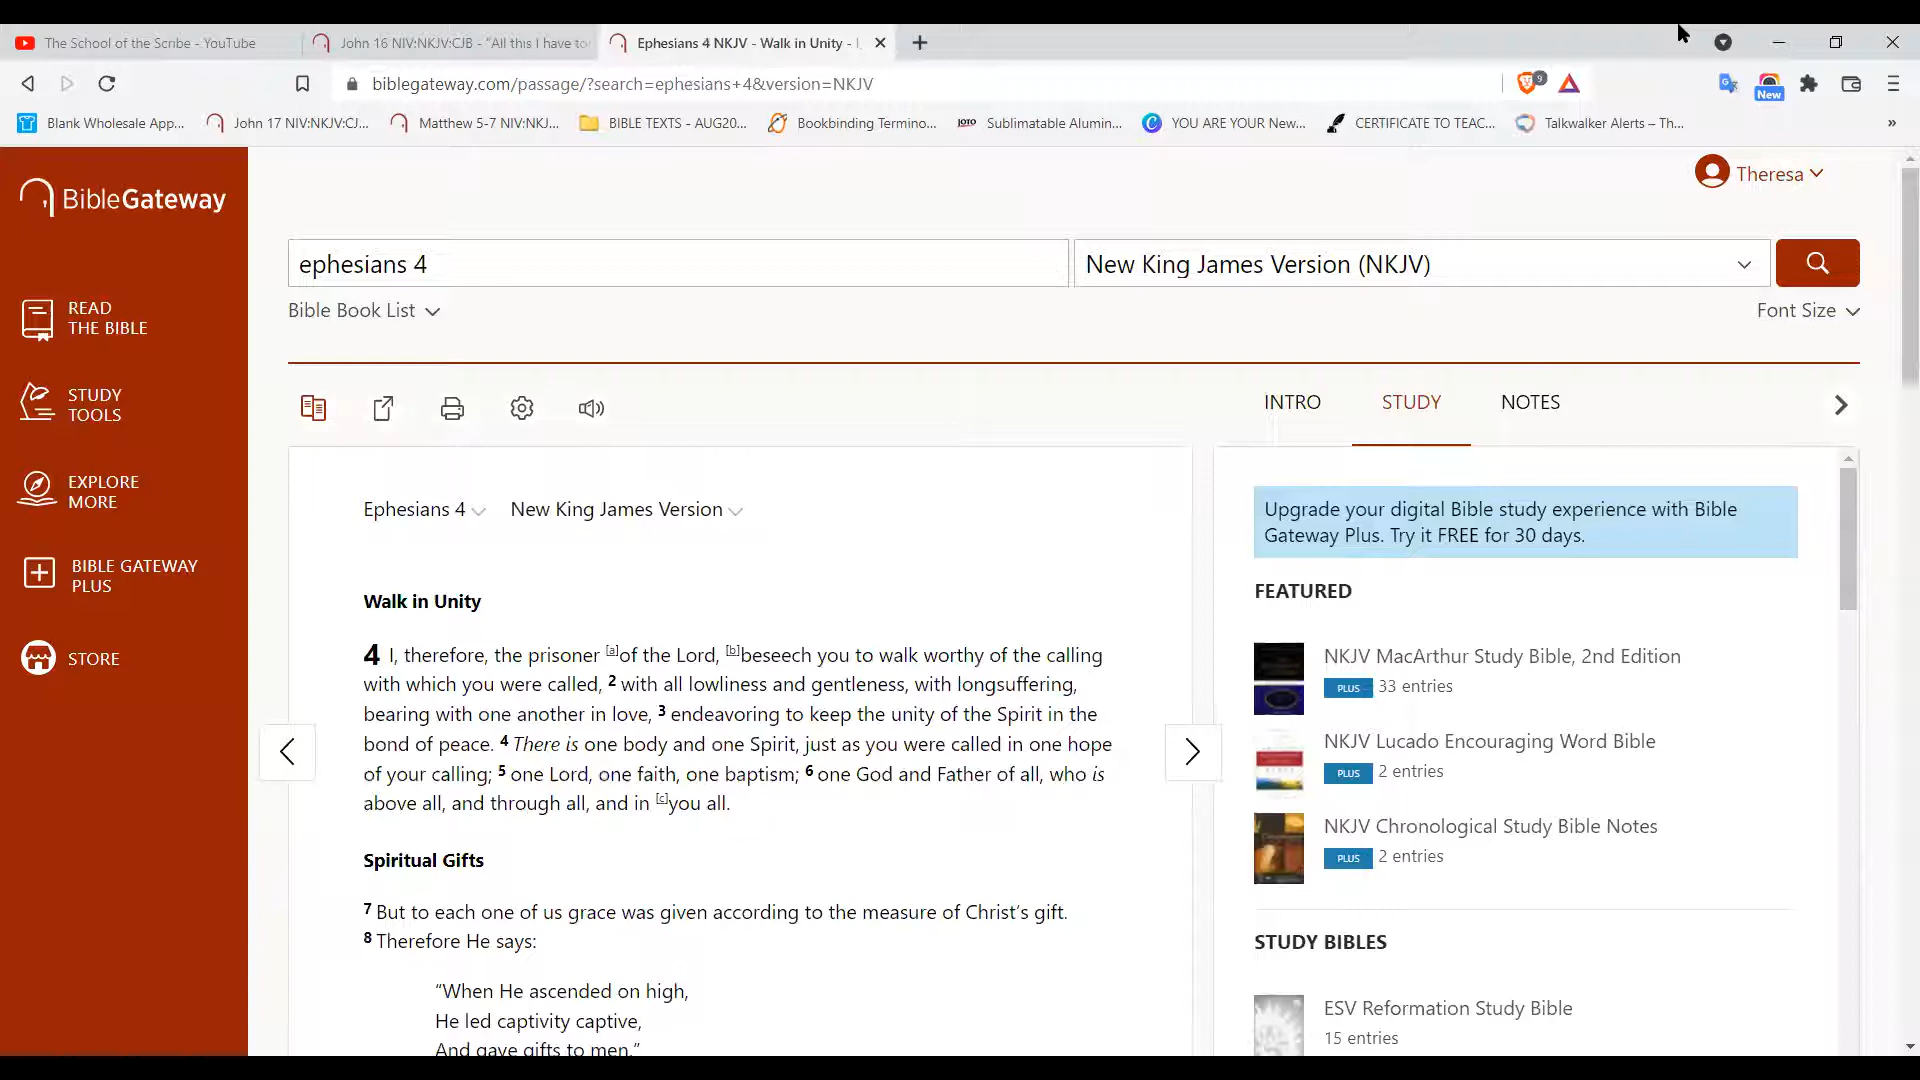 The School of the Scribe - YouTube
John 16 NIV;NKJV;CJB - "All this I have to
Ephesians 4 NKJV - Walk in Unity -
biblegateway.com/passage/?search=ephesians+4&version=NKJV
9
New
Blank Wholesale App...
John 17 NIV;NKJV;CJ...
Matthew 5-7 NIV;NKJ...
BIBLE TEXTS - AUG20...
Bookbinding Termino...
JOTO
Sublimatable Alumin...
YOU ARE YOUR New...
CERTIFICATE TO TEAC...
Talkwalker Alerts – Th...
»
BibleGateway
Theresa
ephesians 4
New King James Version (NKJV)
Bible Book List
Font Size
READ
THE BIBLE
STUDY
TOOLS
EXPLORE
MORE
BIBLE GATEWAY
PLUS
STORE
INTRO
STUDY
NOTES
Ephesians 4
New King James Version
Walk in Unity
4 I, therefore, the prisoner [a]of the Lord, [b]beseech you to walk worthy of the calling
with which you were called, 2 with all lowliness and gentleness, with longsuffering,
bearing with one another in love, 3 endeavoring to keep the unity of the Spirit in the
bond of peace. 4 There is one body and one Spirit, just as you were called in one hope
of your calling; 5 one Lord, one faith, one baptism; 6 one God and Father of all, who is
above all, and through all, and in [c]you all.
Spiritual Gifts
7 But to each one of us grace was given according to the measure of Christ's gift.
8 Therefore He says:
“When He ascended on high,
He led captivity captive,
And gave gifts to men.”
Upgrade your digital Bible study experience with Bible
Gateway Plus. Try it FREE for 30 days.
FEATURED
NKJV MacArthur Study Bible, 2nd Edition
PLUS 33 entries
NKJV Lucado Encouraging Word Bible
PLUS 2 entries
NKJV Chronological Study Bible Notes
PLUS 2 entries
STUDY BIBLES
ESV Reformation Study Bible
15 entries